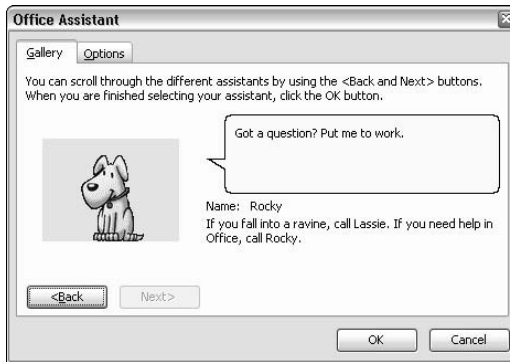 Office Assistant
Gallery
Options
You can scroll through the different assistants by using the <Back and Next> buttons.
When you are finished selecting your assistant, click the OK button.
Got a question? Put me to work.
Name: Rocky
If you fall into a ravine, call Lassie. If you need help in
Office, call Rocky.
<Back
Next>
OK
Cancel